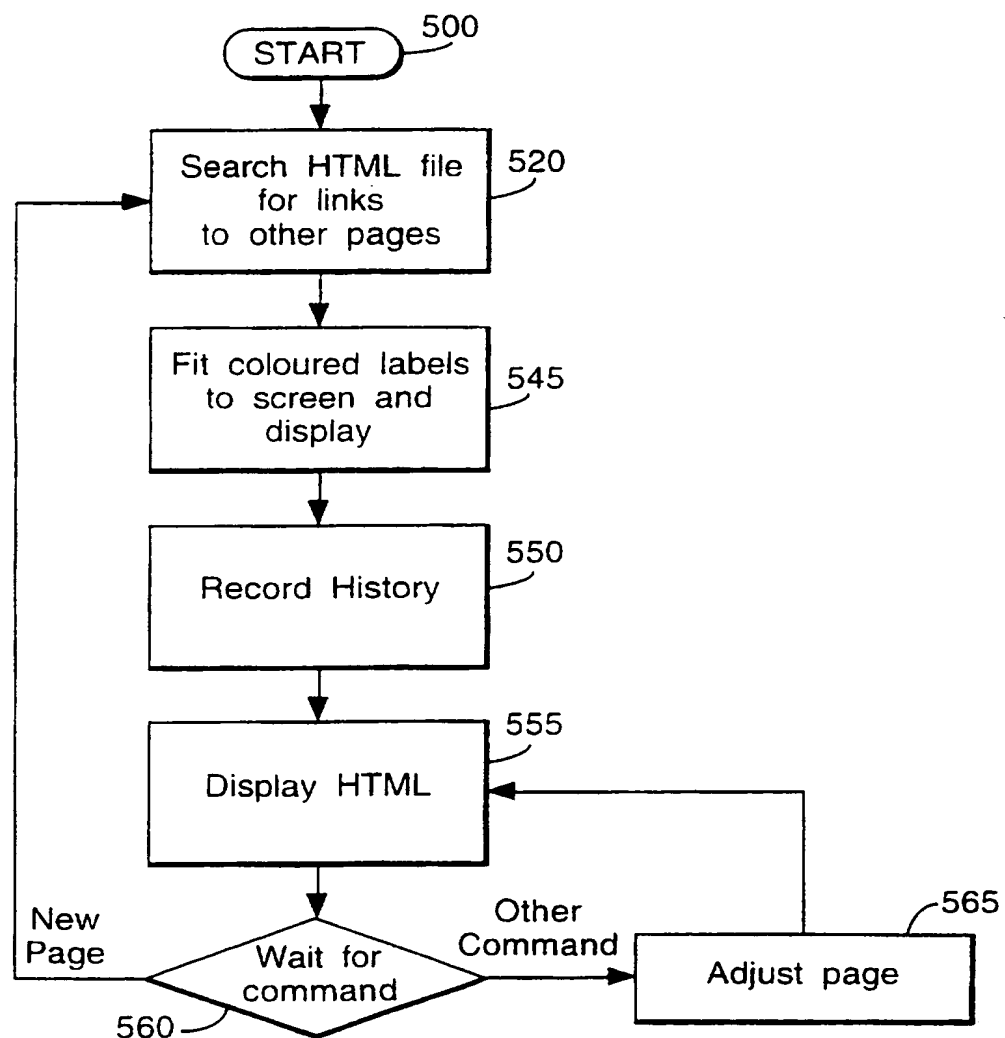 START
500
Search HTML file
for links
to other pages
520
Fit coloured labels
to screen and
display
545
Record History
550
Display HTML
555
New
Page
Wait for
command
560
Other
Command
Adjust page
565